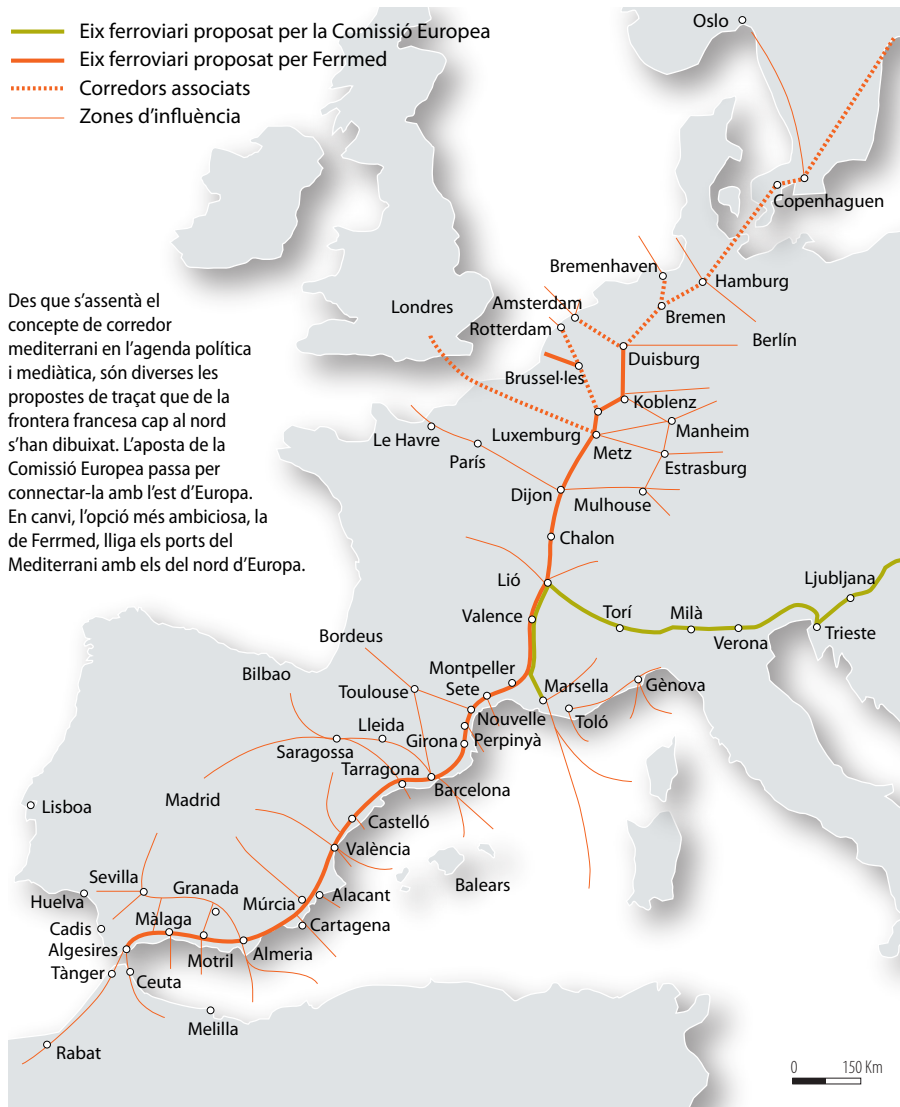 Eix ferroviari proposat per la Comissió Europea
Eix ferroviari proposat per Ferrmed
Corredors associats
Zones d'influència
Oslo
Copenhaguen
Bremenhaven
Hamburg
Londres
Amsterdam
Rotterdam
Bremen
Berlín
Duisburg
Brussel·les
Koblenz
Des que s'assentà el
concepte de corredor
mediterrani en l'agenda política
i mediàtica, són diverses les
propostes de traçat que de la
frontera francesa cap al nord
s'han dibuixat. L'aposta de la
Comissió Europea passa per
connectar-la amb l'est d'Europa.
En canvi, l'opció més ambiciosa, la
de Ferrmed, lliga els ports del
Mediterrani amb els del nord d'Europa.
Le Havre
Luxemburg
Manheim
París
Metz
Estrasburg
Dijon
Mulhouse
Chalon
Lió
Ljubljana
Valence
Torí
Milà
Verona
Trieste
Bordeus
Bilbao
Montpeller
Toulouse
Sete
Marsella
Gènova
Lleida
Nouvelle
Toló
Girona
Perpinyà
Saragossa
Tarragona
Barcelona
Madrid
Lisboa
Castelló
València
Sevilla
Granada
Múrcia
Alacant
Balears
Huelva
Cadis
Màlaga
Cartagena
Algesires
Motril
Almeria
Tànger
Ceuta
Melilla
Rabat
0 150 Km